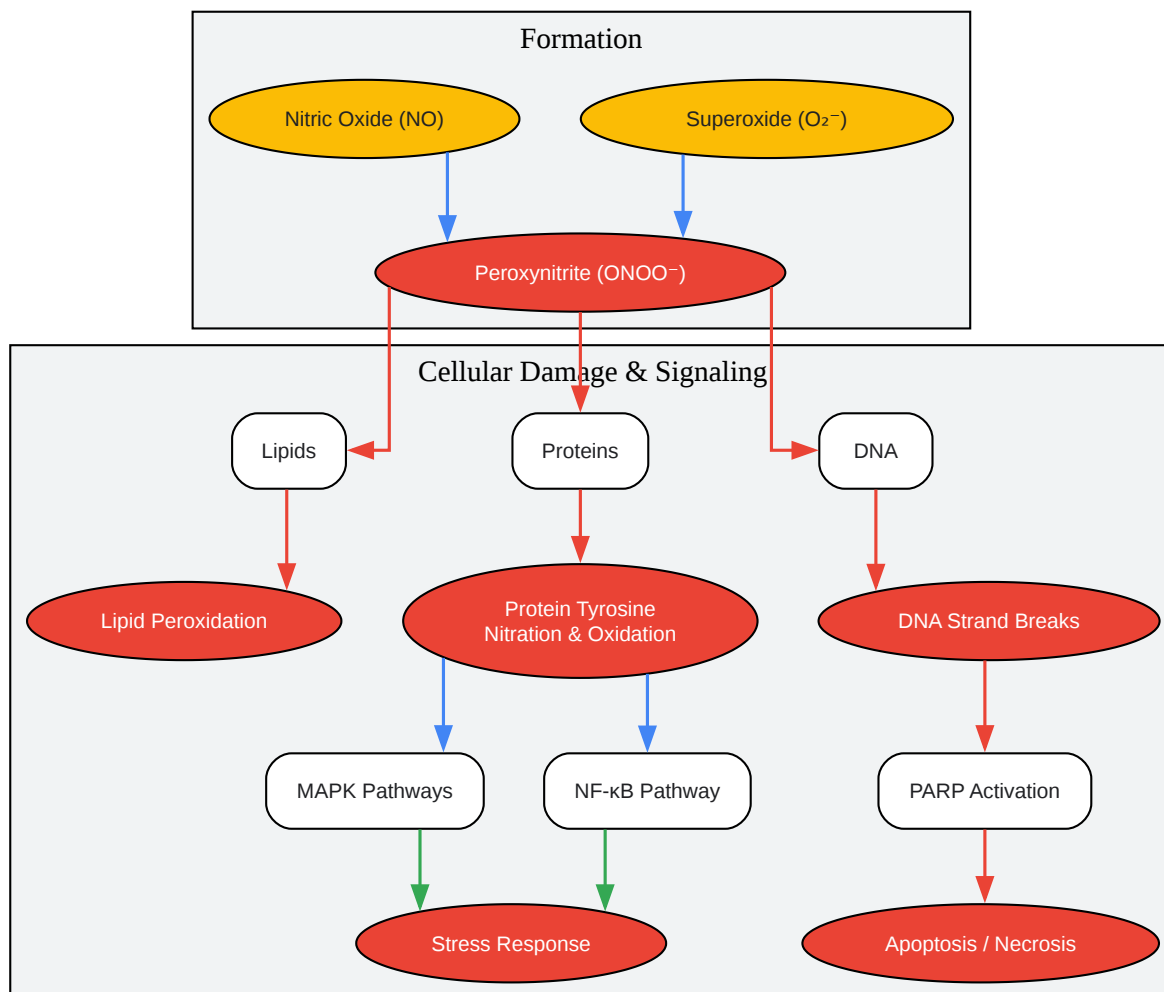 Formation
Nitric Oxide (NO)
Superoxide (O₂⁻)
Peroxynitrite (ONOO⁻)
Cellular Damage & Signaling
Lipids
Proteins
DNA
Lipid Peroxidation
Protein Tyrosine
Nitration & Oxidation
DNA Strand Breaks
MAPK Pathways
NF-κB Pathway
PARP Activation
Stress Response
Apoptosis / Necrosis